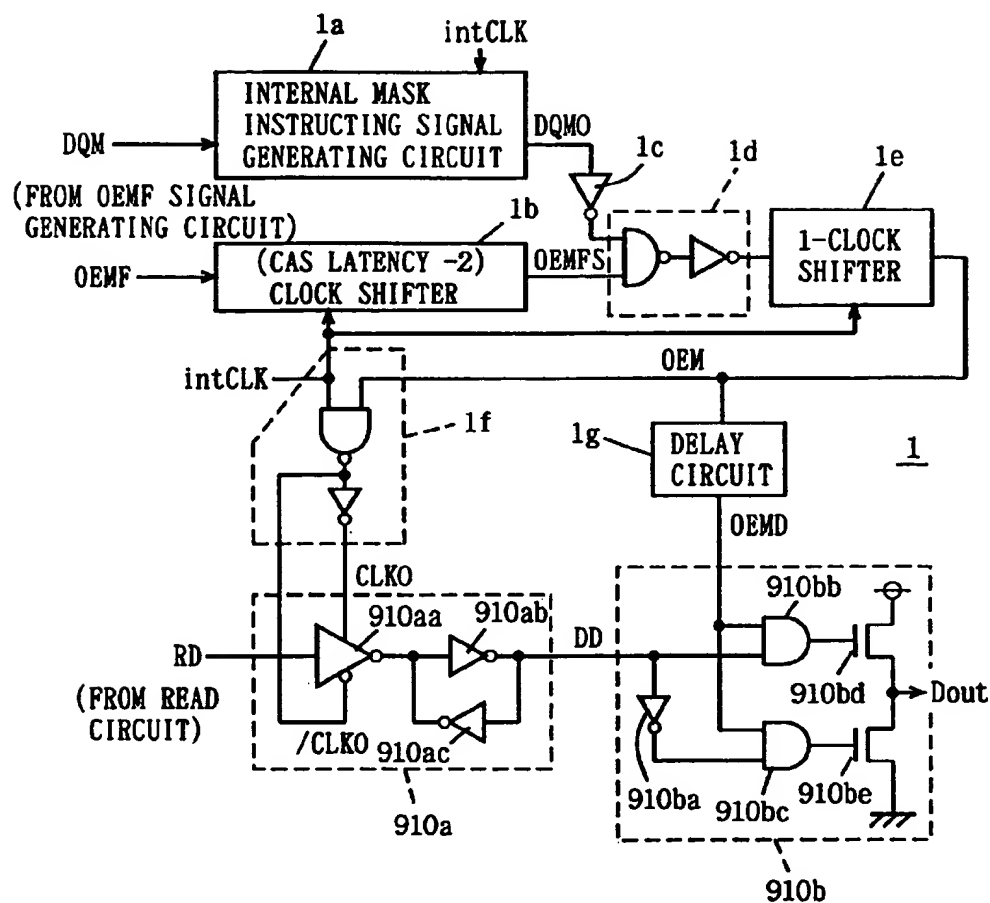 1a
intCLK
INTERNAL MASK
INSTRUCTING SIGNAL
GENERATING CIRCUIT
DQM
DQMO
1c
1d
1e
(FROM OEMF SIGNAL
GENERATING CIRCUIT)
1b
OEMF
(CAS LATENCY -2)
CLOCK SHIFTER
OEMFS
1-CLOCK
SHIFTER
intCLK
OEM
1f
1g
DELAY
CIRCUIT
1
OEMD
CLKO
910aa
910ab
910bb
RD
DD
(FROM READ
CIRCUIT)
910bd
Dout
/CLKO
910ac
910ba
910bc
910be
910a
910b